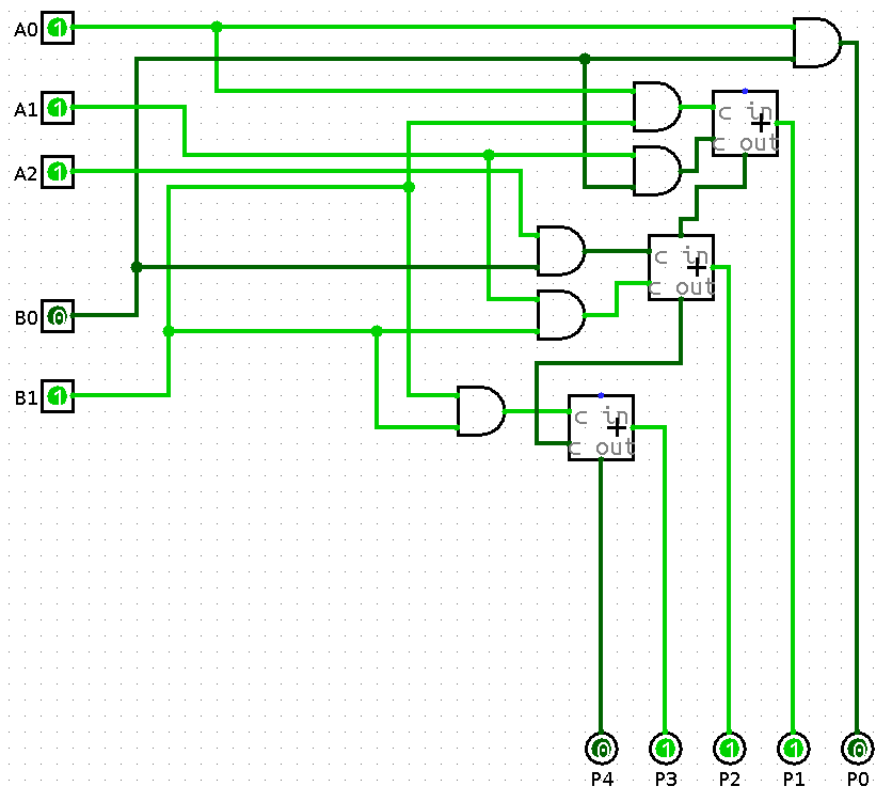 A0 1
A1 1
c in
+
c out
A2 1
c in
+
c out
B0 0
B1 1
c in
+
c out
0 1 1 1 0
P4 P3 P2 P1 P0